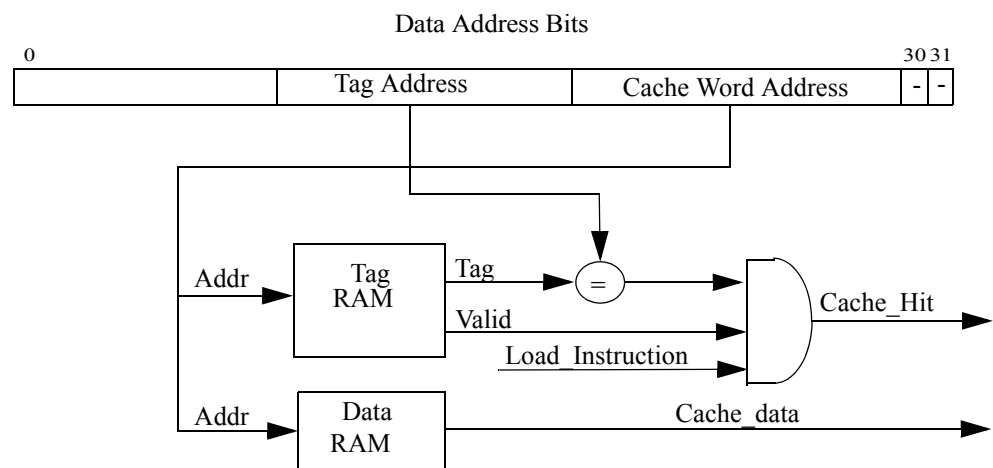 Data Address Bits
0 30 31
Tag Address Cache Word Address - -
Addr
Tag
RAM
Tag
=
Valid
Load_Instruction
Cache_Hit
Addr
Data
RAM
Cache_data